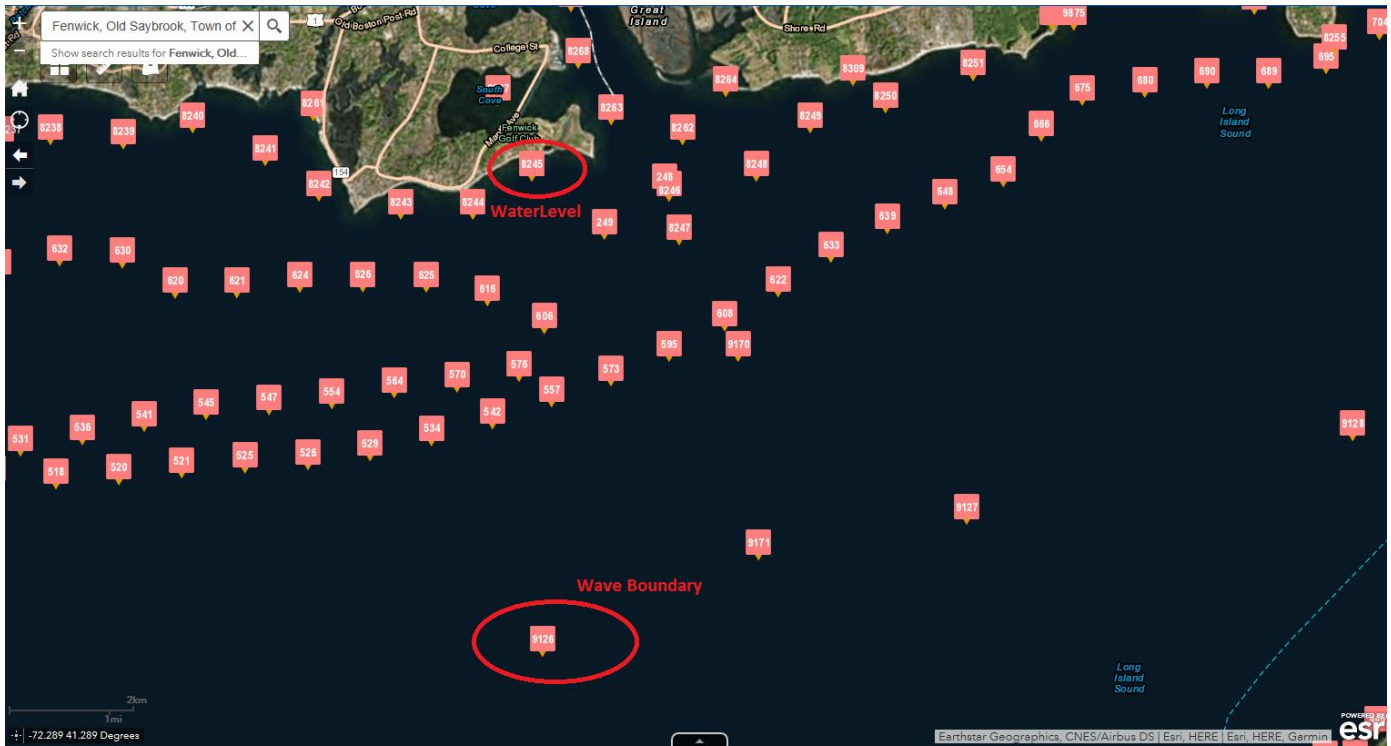 +
Fenwick, Old Saybrook, Town of
Show search results for Fenwick, Old...
1
Old Boston Post Rd
Cove
Great
Island
Shore Rd
9875
704
College St
8268
8255
695
8251
8309
8264
690
689
680
675
8250
South
Cove
8261
8263
8249
Long
Island
Sound
8238
8239
8240
8262
666
Fenwick
Golf Club
8241
8245
8248
654
154
8242
248
8246
648
8243
8244
WaterLevel
249
8247
639
632
630
633
620
621
624
626
625
616
622
606
608
595
9170
576
573
570
564
557
554
547
545
542
541
536
534
531
529
526
525
521
520
518
9128
9127
9171
Wave Boundary
9126
Long
Island
Sound
2km
1mi
-72.289 41.289 Degrees
Earthstar Geographics, CNES/Airbus DS | Esri, HERE | Esri, HERE, Garmin
POWERED BY
esri